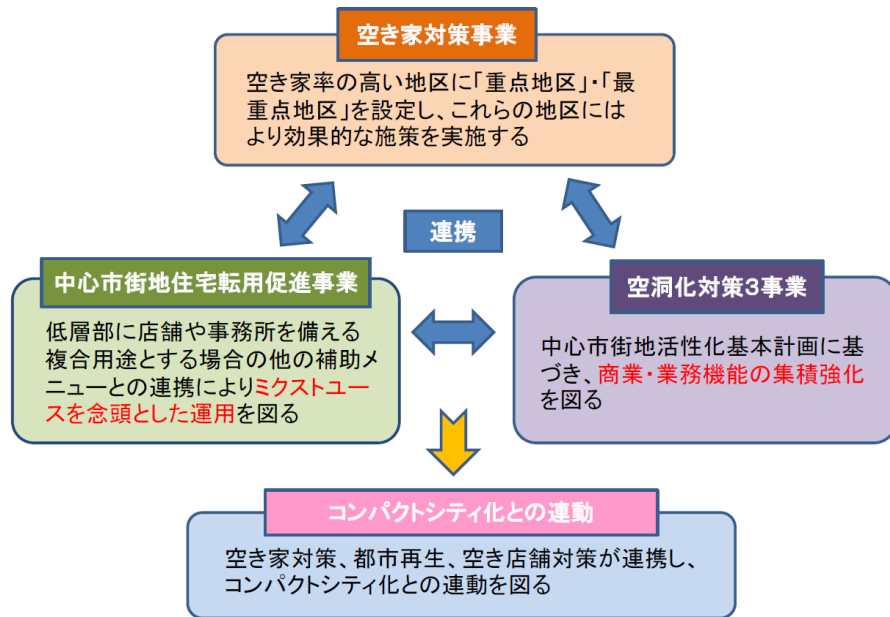 空き家対策事業
空き家率の高い地区に「重点地区」・「最
重点地区」を設定し、これらの地区には
より効果的な施策を実施する
連携
中心市街地住宅転用促進事業
低層部に店舗や事務所を備える
複合用途とする場合の他の補助メ
ニューとの連携によりミクストユー
スを念頭とした運用を図る
空洞化対策3事業
中心市街地活性化基本計画に基
づき、商業・業務機能の集積強化
を図る
コンパクトシティ化との連動
空き家対策、都市再生、空き店舗対策が連携し、
コンパクトシティ化との連動を図る